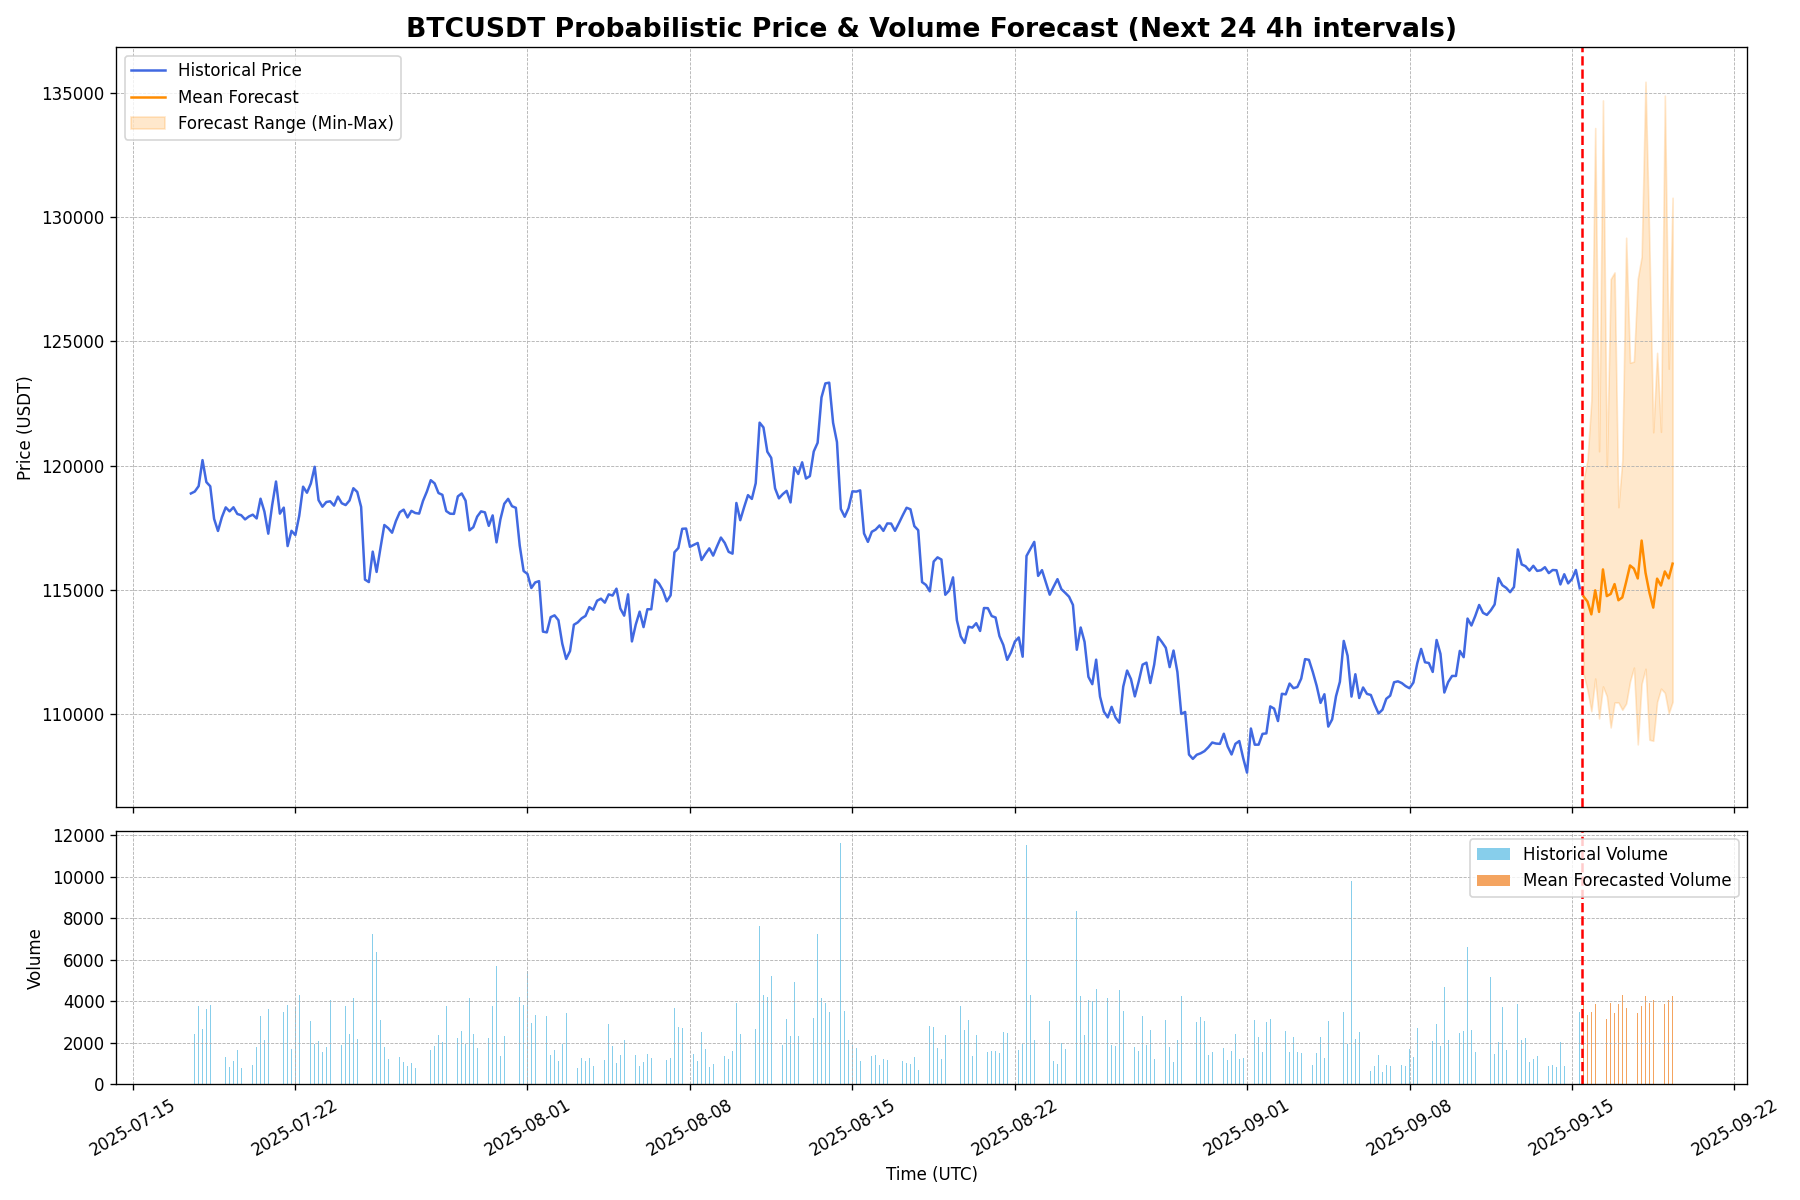 BTCUSDT Probabilistic Price & Volume Forecast (Next 24 4h intervals)
Historical Price
Mean Forecast
Forecast Range (Min-Max)
135000
130000
125000
120000
115000
110000
Price (USDT)
Historical Volume
Mean Forecasted Volume
12000
10000
8000
6000
4000
2000
0
Volume
2025-07-15
2025-07-22
2025-08-01
2025-08-08
2025-08-15
2025-08-22
2025-09-01
2025-09-08
2025-09-15
2025-09-22
Time (UTC)